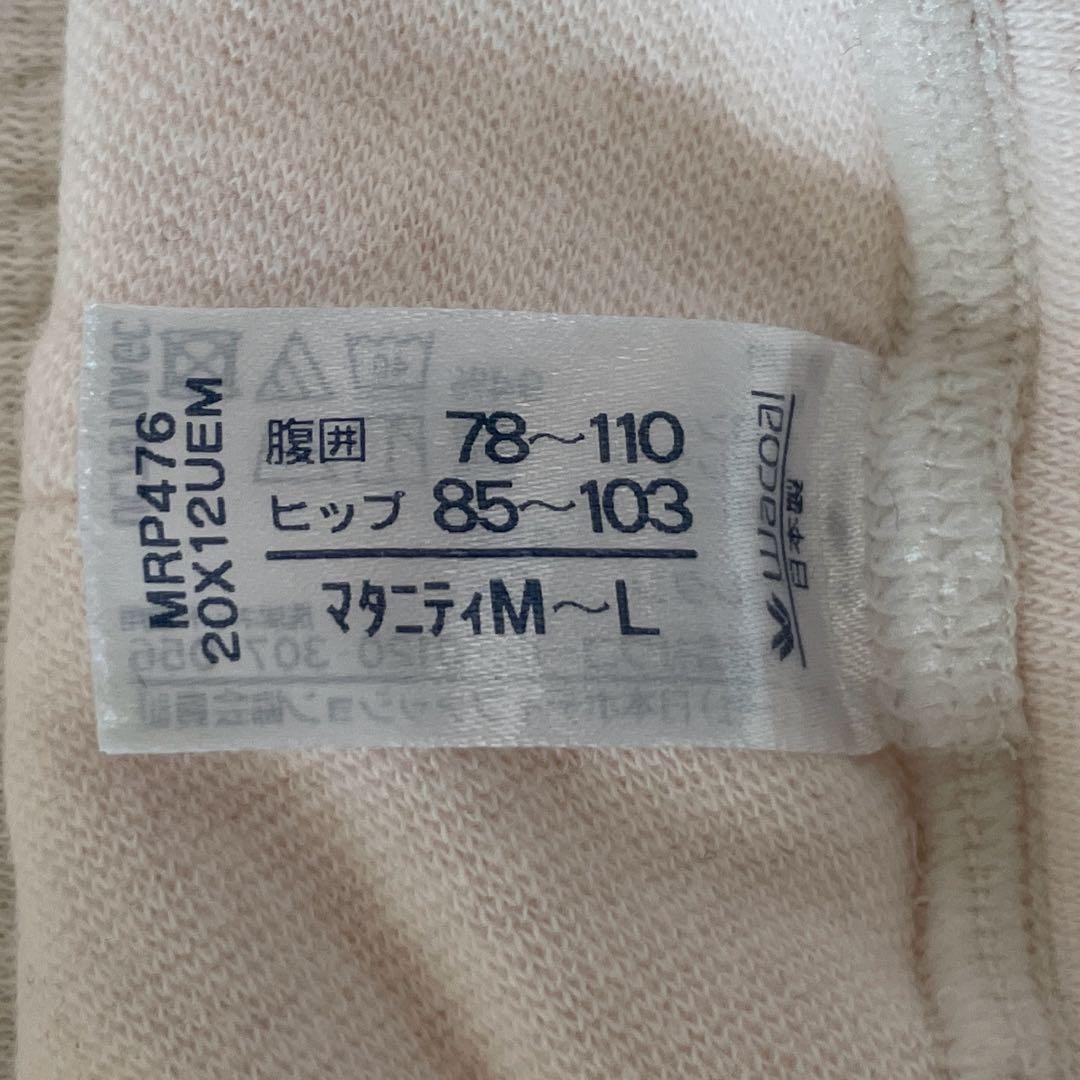 MRP476
20X12UEM
腹囲 78〜110
ヒップ 85〜103
マタニティM〜L
wacoal
日本製